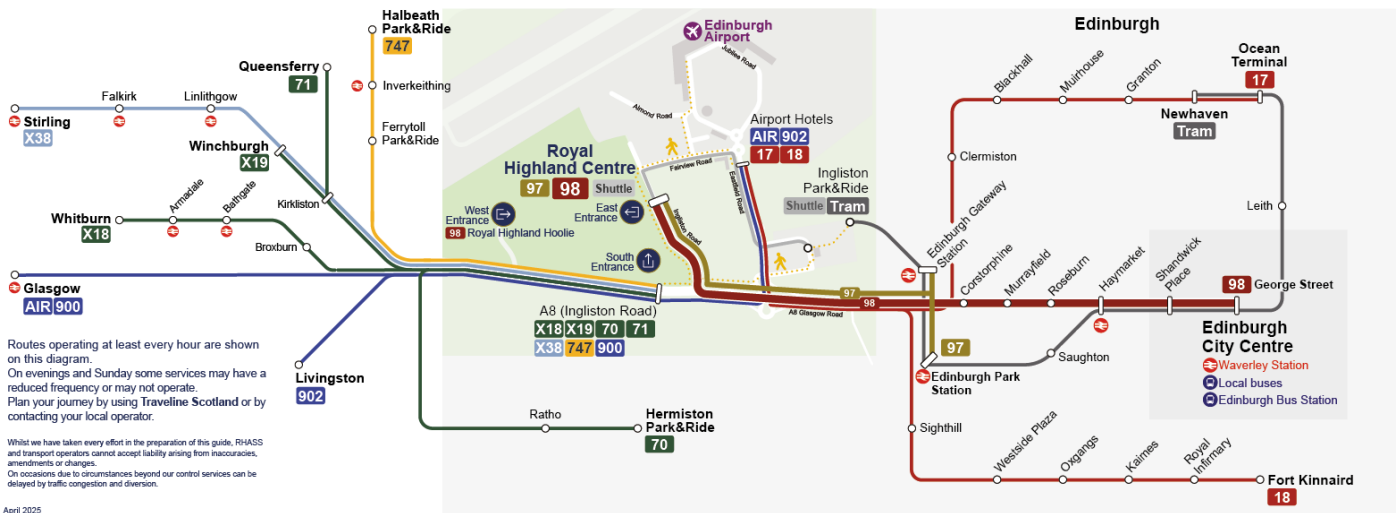 Halbeath
Park&Ride
747
Inverkeithing
Ferrytoll
Park&Ride
Queensferry
71
Falkirk
Linlithgow
Stirling
X38
Winchburgh
X19
Kirkliston
Armadale
Bathgate
Whitburn
X18
Broxburn
Glasgow
AIR 900
Livingston
902
Edinburgh
Airport
Jubilee Road
Almond Road
Fairview Road
Eastfield Road
Ingliston Road
A8 Glasgow Road
Airport Hotels
AIR 902
17 18
Royal
Highland Centre
97 98 Shuttle
West
Entrance
98 Royal Highland Hoolie
East
Entrance
South
Entrance
Ingliston
Park&Ride
Shuttle Tram
A8 (Ingliston Road)
X18 X19 70 71
X38 747 900
Ratho
Hermiston
Park&Ride
70
Edinburgh
Blackhall
Muirhouse
Granton
Ocean
Terminal
17
Newhaven
Tram
Clermiston
Leith
Edinburgh Gateway
Station
97
98
Corstorphine
Murrayfield
Roseburn
Haymarket
Shandwick
Place
98 George Street
97
Saughton
Edinburgh Park
Station
Edinburgh
City Centre
Waverley Station
Local buses
Edinburgh Bus Station
Sighthill
Westside Plaza
Oxgangs
Kaimes
Royal
Infirmary
Fort Kinnaird
18
Routes operating at least every hour are shown
on this diagram.
On evenings and Sunday some services may have a
reduced frequency or may not operate.
Plan your journey by using Traveline Scotland or by
contacting your local operator.
Whilst we have taken every effort in the preparation of this guide, RHASS
and transport operators cannot accept liability arising from inaccuracies,
amendments or changes.
On occasions due to circumstances beyond our control services can be
delayed by traffic congestion and diversion.
April 2025